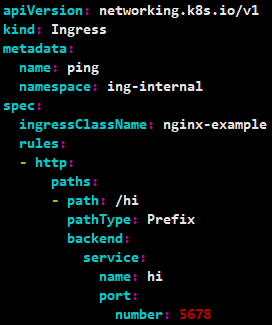 apiVersion: networking.k8s.io/v1
kind: Ingress
metadata:
  name: ping
  namespace: ing-internal
spec:
  ingressClassName: nginx-example
  rules:
  - http:
      paths:
      - path: /hi
        pathType: Prefix
        backend:
          service:
            name: hi
            port:
              number: 5678